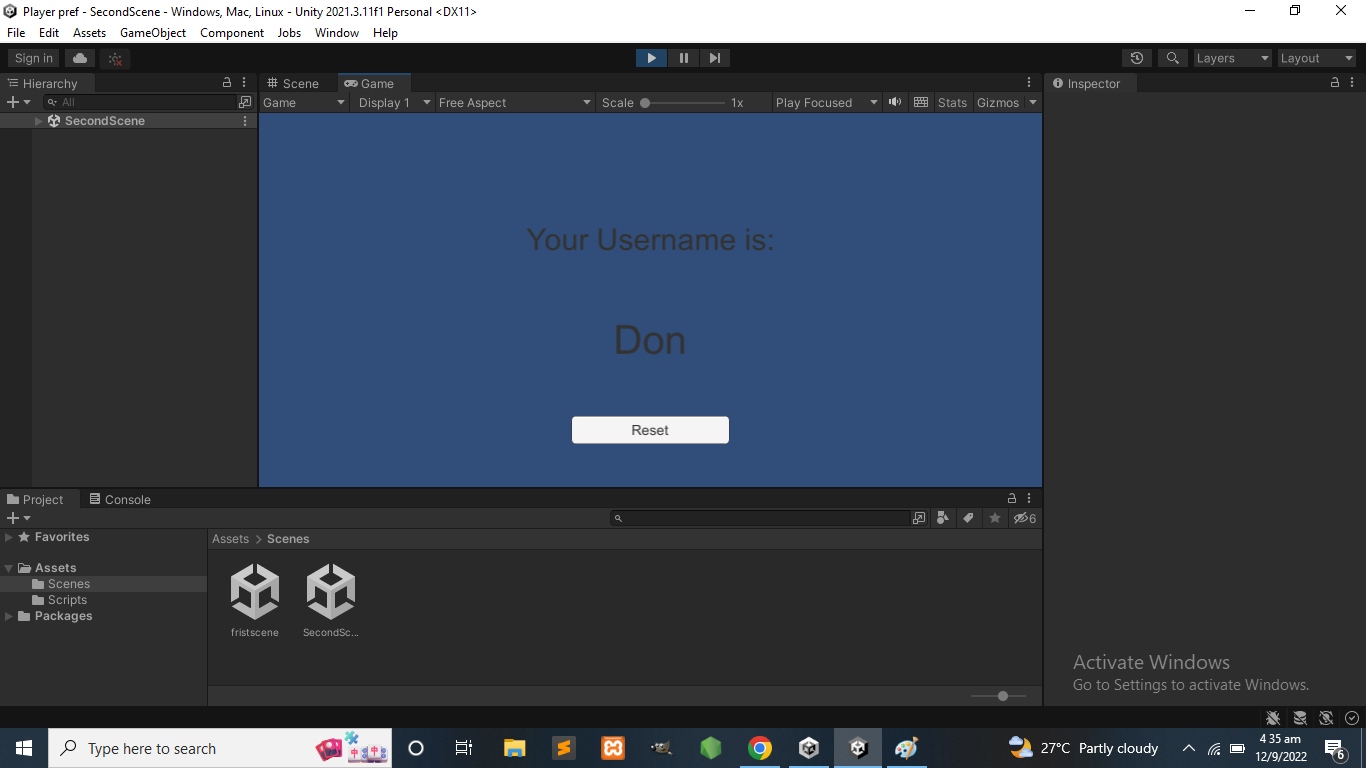 Player pref - SecondScene - Windows, Mac, Linux - Unity 2021.3.11f1 Personal <DX11>
File Edit Assets GameObject Component Jobs Window Help
Sign in Layers Layout
Hierarchy Scene Game Inspector
All Game Display 1 Free Aspect Scale 1x Play Focused Stats Gizmos
SecondScene
Your Username is:
Don
Reset
Project Console
6
Favorites Assets > Scenes
Assets
Scenes
Scripts
Packages
fristscene SecondSc...
Activate Windows
Go to Settings to activate Windows.
Type here to search 27°C Partly cloudy 4:35 am
12/9/2022
6